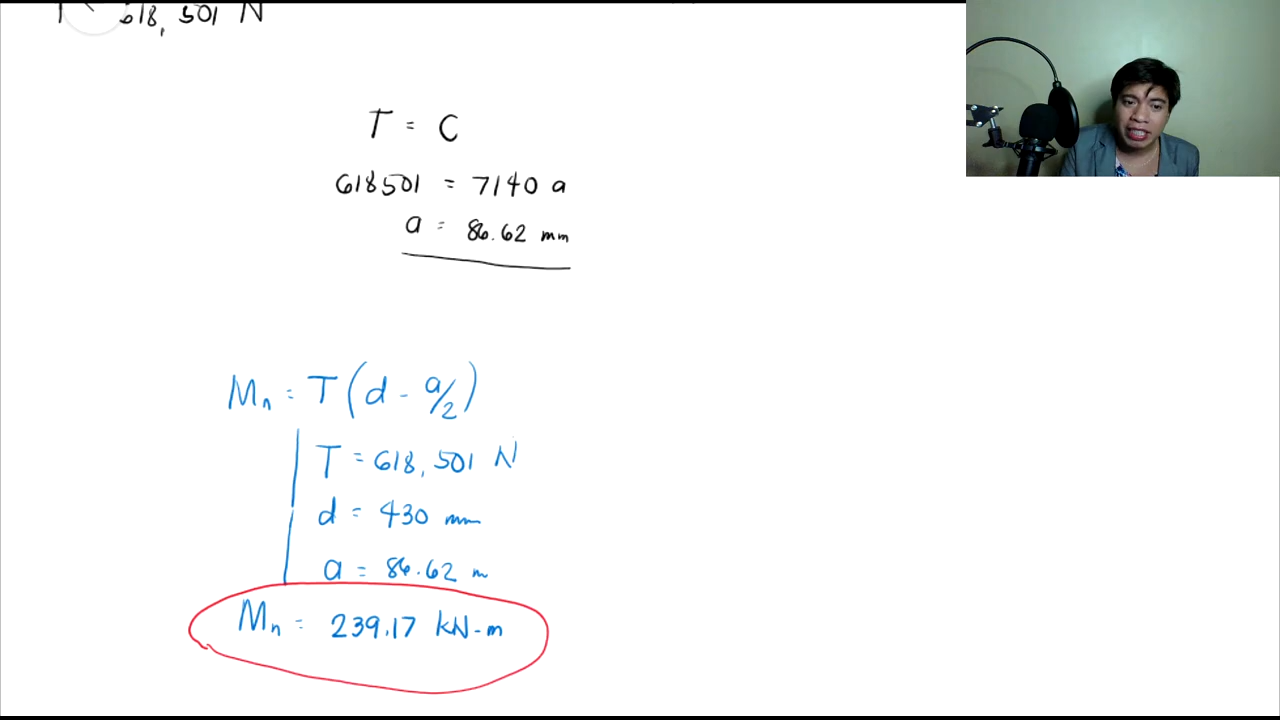 618, 501 N
T = C
618501 = 7140 a
a = 86.62 mm
Mn = T(d - a/2)
T = 618, 501 N
d = 430 mm
a = 86.62 m
Mn = 239.17 kN-m